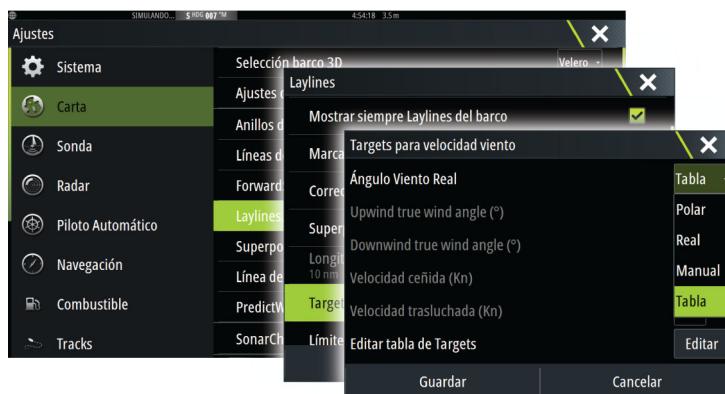 SIMULANDO... S HDG 007 °M 4:54:18 3.5 m
Ajustes
Sistema
Carta
Sonda
Radar
Piloto Automático
Navegación
Combustible
Tracks
Selección barco 3D Velero
Ajustes
Anillos d
Líneas d
Forward
Laylines
Superpo
Línea de
PredictW
SonarCh
Laylines
Mostrar siempre Laylines del barco
Marca
Correc
Super
Longit
10 nm
Target
Límite
Targets para velocidad viento
Ángulo Viento Real Tabla
Upwind true wind angle (°)
Downwind true wind angle (°)
Velocidad ceñida (Kn)
Velocidad trasluchada (Kn)
Polar
Real
Manual
Tabla
Editar tabla de Targets Editar
Guardar Cancelar